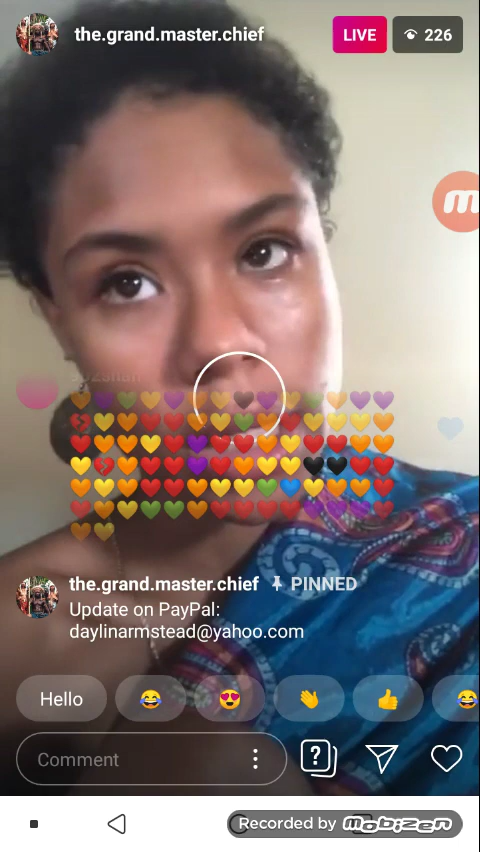 the.grand.master.chief
LIVE
226
the.grand.master.chief PINNED
Update on PayPal:
daylinarmstead@yahoo.com
Hello
Comment
?
Recorded by mobizen